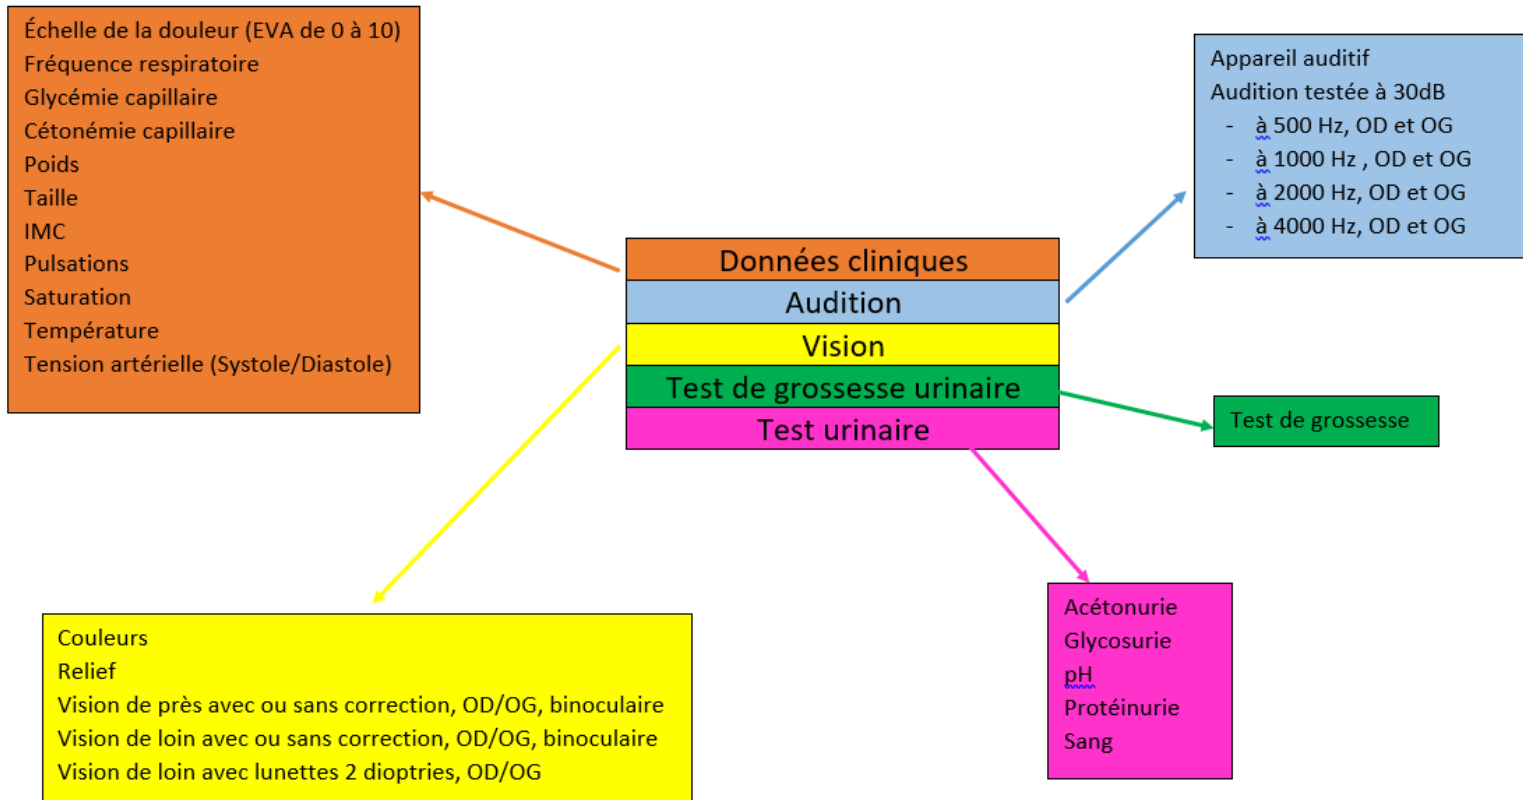 Échelle de la douleur (EVA de 0 à 10)
Fréquence respiratoire
Glycémie capillaire
Cétonémie capillaire
Poids
Taille
IMC
Pulsations
Saturation
Température
Tension artérielle (Systole/Diastole)
Appareil auditif
Audition testée à 30dB
- à 500 Hz, OD et OG
- à 1000 Hz , OD et OG
- à 2000 Hz, OD et OG
- à 4000 Hz, OD et OG
Données cliniques
Audition
Vision
Test de grossesse urinaire
Test urinaire
Test de grossesse
Couleurs
Relief
Vision de près avec ou sans correction, OD/OG, binoculaire
Vision de loin avec ou sans correction, OD/OG, binoculaire
Vision de loin avec lunettes 2 dioptries, OD/OG
Acétonurie
Glycosurie
pH
Protéinurie
Sang